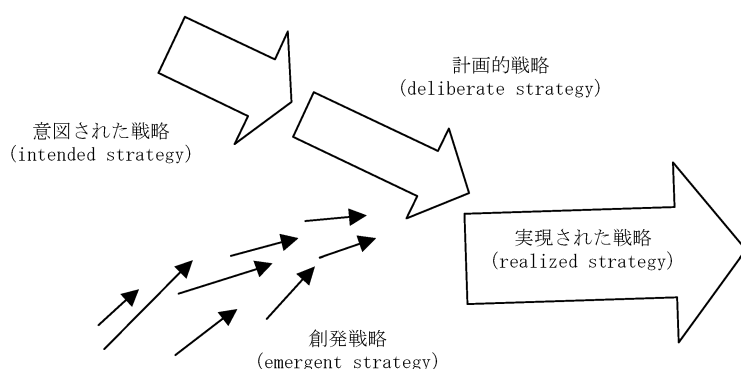 計画的戦略
(deliberate strategy)
意図された戦略
(intended strategy)
実現された戦略
(realized strategy)
創発戦略
(emergent strategy)